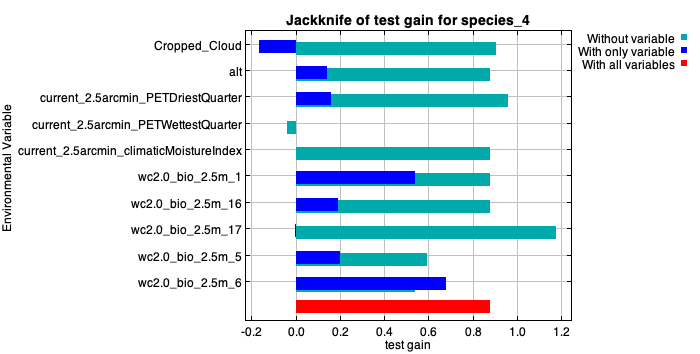 Jackknife of test gain for species_4
Without variable
With only variable
With all variables
Environmental Variable
Cropped_Cloud
alt
current_2.5arcmin_PETDriestQuarter
current_2.5arcmin_PETWettestQuarter
current_2.5arcmin_climaticMoistureIndex
wc2.0_bio_2.5m_1
wc2.0_bio_2.5m_16
wc2.0_bio_2.5m_17
wc2.0_bio_2.5m_5
wc2.0_bio_2.5m_6
-0.2 0.0 0.2 0.4 0.6 0.8 1.0 1.2
test gain